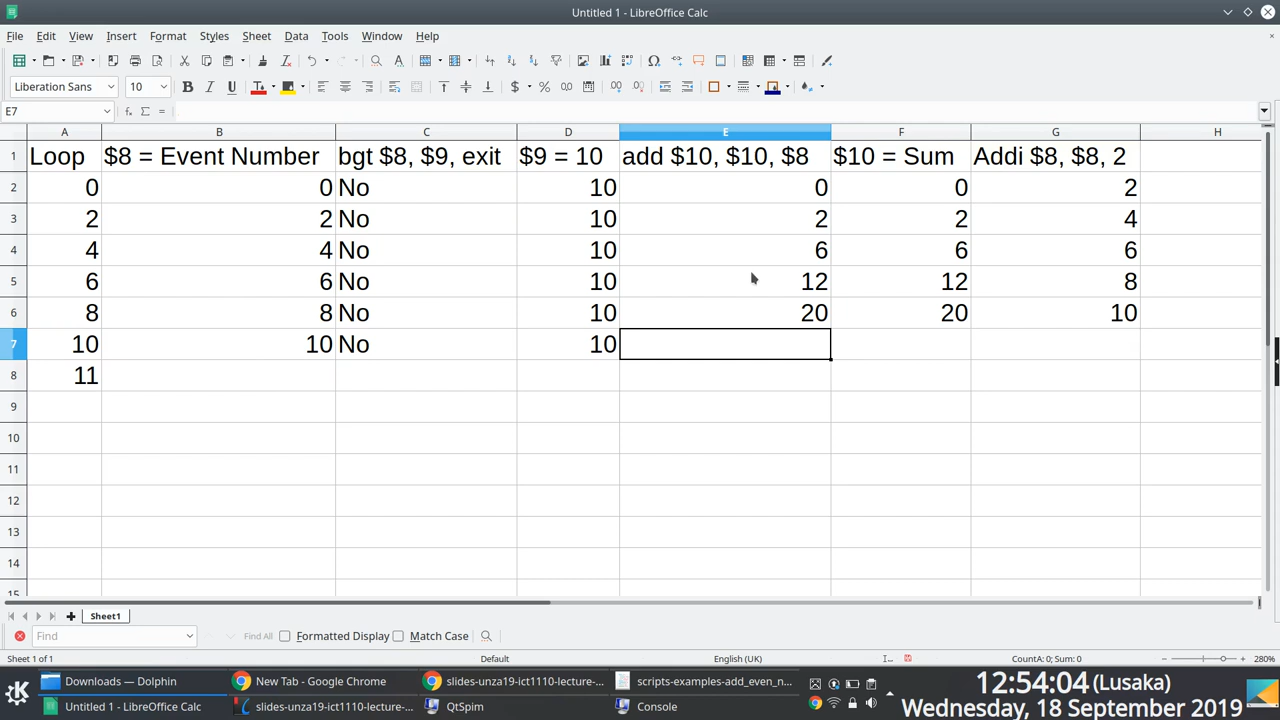 Untitled 1 - LibreOffice Calc
File Edit View Insert Format Styles Sheet Data Tools Window Help
Liberation Sans 10
E7
A B C D E F G H
1 Loop $8 = Event Number bgt $8, $9, exit $9 = 10 add $10, $10, $8 $10 = Sum Addi $8, $8, 2
2 0 0 No 10 0 0 2
3 2 2 No 10 2 2 4
4 4 4 No 10 6 6 6
5 6 6 No 10 12 12 8
6 8 8 No 10 20 20 10
7 10 10 No 10
8 11
9
10
11
12
13
14
15
Sheet1
Find Find All Formatted Display Match Case
Sheet 1 of 1 Default English (UK) I... CountA: 0; Sum: 0 280%
Downloads — Dolphin New Tab - Google Chrome slides-unza19-ict1110-lecture-... scripts-examples-add_even_n... 12:54:04 (Lusaka)
Untitled 1 - LibreOffice Calc slides-unza19-ict1110-lecture-... QtSpim Console Wednesday, 18 September 2019